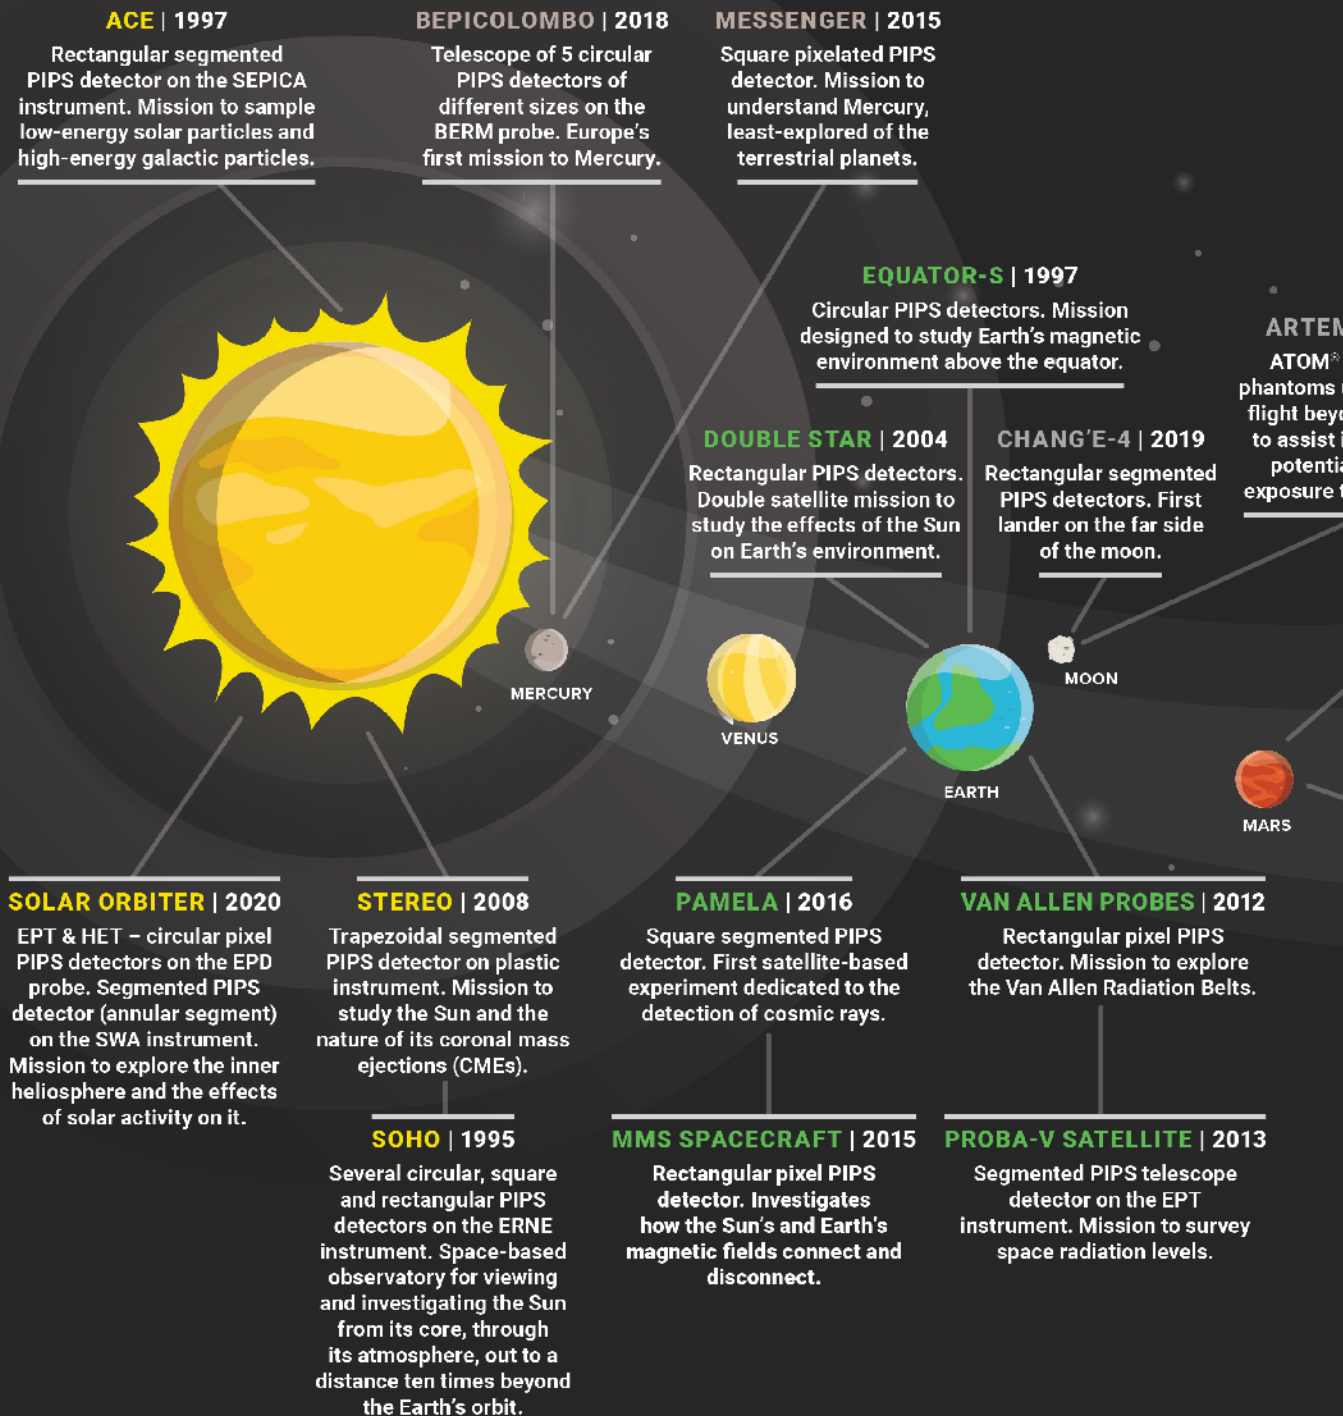 ACE | 1997
Rectangular segmented
PIPS detector on the SEPICA
instrument. Mission to sample
low-energy solar particles and
high-energy galactic particles.
BEPICOLOMBO | 2018
Telescope of 5 circular
PIPS detectors of
different sizes on the
BERM probe. Europe's
first mission to Mercury.
MESSENGER | 2015
Square pixelated PIPS
detector. Mission to
understand Mercury,
least-explored of the
terrestrial planets.
EQUATOR-S | 1997
Circular PIPS detectors. Mission
designed to study Earth's magnetic
environment above the equator.
ARTEM
ATOM®
phantoms
flight
to assist
exposure
DOUBLE STAR | 2004
Rectangular PIPS detectors.
Double satellite mission to
study the effects of the Sun
on Earth's environment.
CHANG'E-4 | 2019
Rectangular segmented
PIPS detectors. First
lander on the far side
of the moon.
MERCURY
VENUS
EARTH
MOON
MARS
SOLAR ORBITER | 2020
EPT & HET – circular pixel
PIPS detectors on the EPD
probe. Segmented PIPS
detector (annular segment)
on the SWA instrument.
Mission to explore the inner
heliosphere and the effects
of solar activity on it.
STEREO | 2008
Trapezoidal segmented
PIPS detector on plastic
instrument. Mission to
study the Sun and the
nature of its coronal mass
ejections (CMEs).
SOHO | 1995
Several circular, square
and rectangular PIPS
detectors on the ERNE
instrument. Space-based
observatory for viewing
and investigating the Sun
from its core, through
its atmosphere, out to a
distance ten times beyond
the Earth's orbit.
PAMELA | 2016
Square segmented PIPS
detector. First satellite-based
experiment dedicated to the
detection of cosmic rays.
MMS SPACECRAFT | 2015
Rectangular pixel PIPS
detector. Investigates
how the Sun's and Earth's
magnetic fields connect and
disconnect.
VAN ALLEN PROBES | 2012
Rectangular pixel PIPS
detector. Mission to explore
the Van Allen Radiation Belts.
PROBA-V SATELLITE | 2013
Segmented PIPS telescope
detector on the EPT
instrument. Mission to survey
space radiation levels.